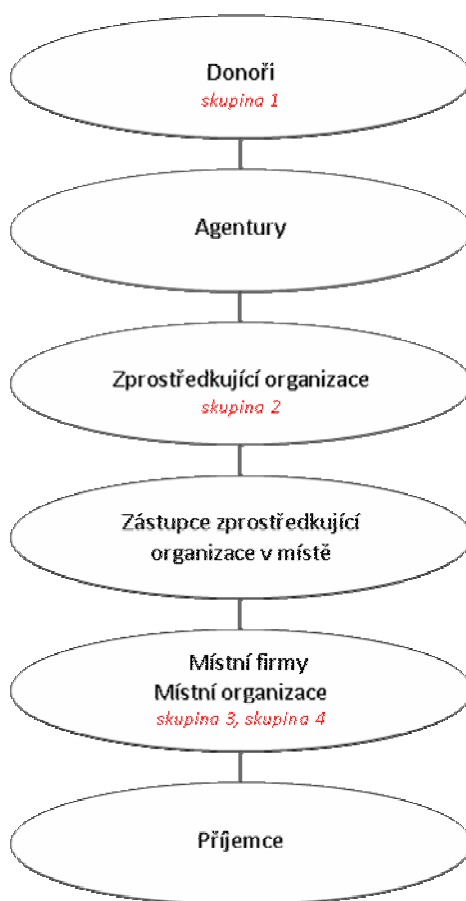 Donoři
skupina 1
Agentury
Zprostředkující organizace
skupina 2
Zástupce zprostředkující
organizace v místě
Místní firmy
Místní organizace
skupina 3, skupina 4
Příjemce